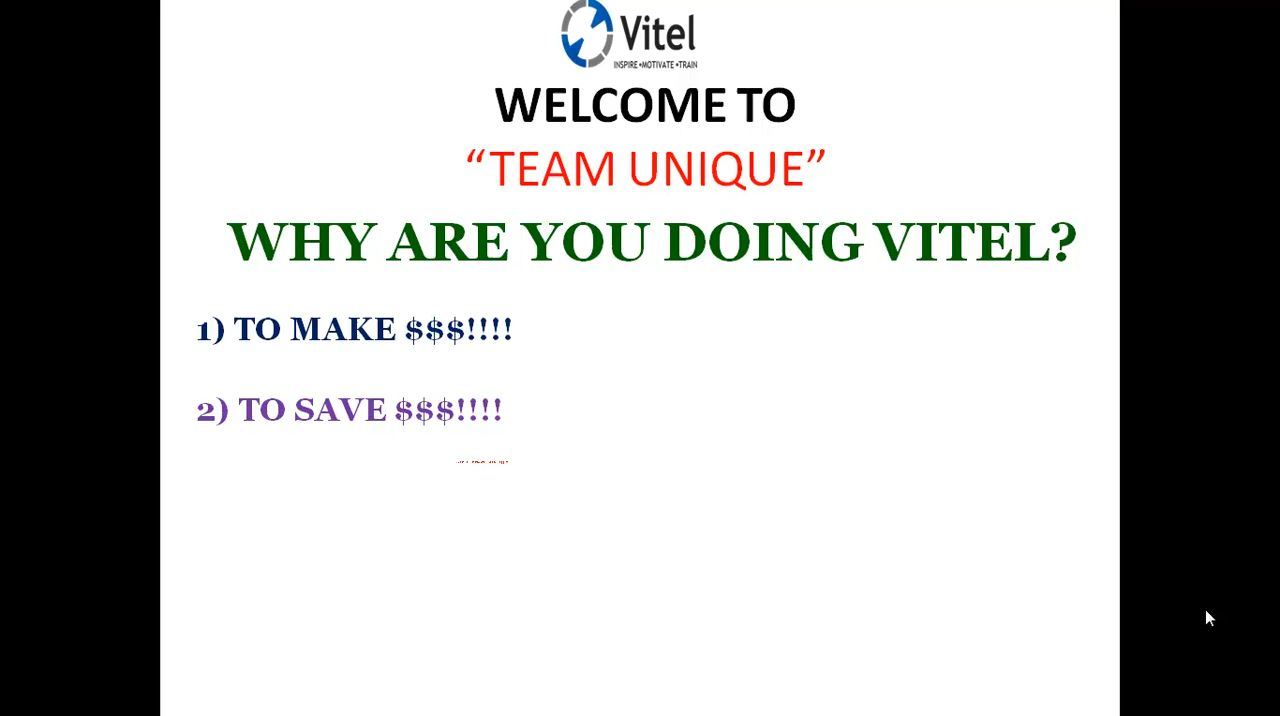 Vitel
INSPIRE •MOTIVATE •TRAIN
WELCOME TO
“TEAM UNIQUE”
WHY ARE YOU DOING VITEL?
1) TO MAKE $$$!!!!
2) TO SAVE $$$!!!!